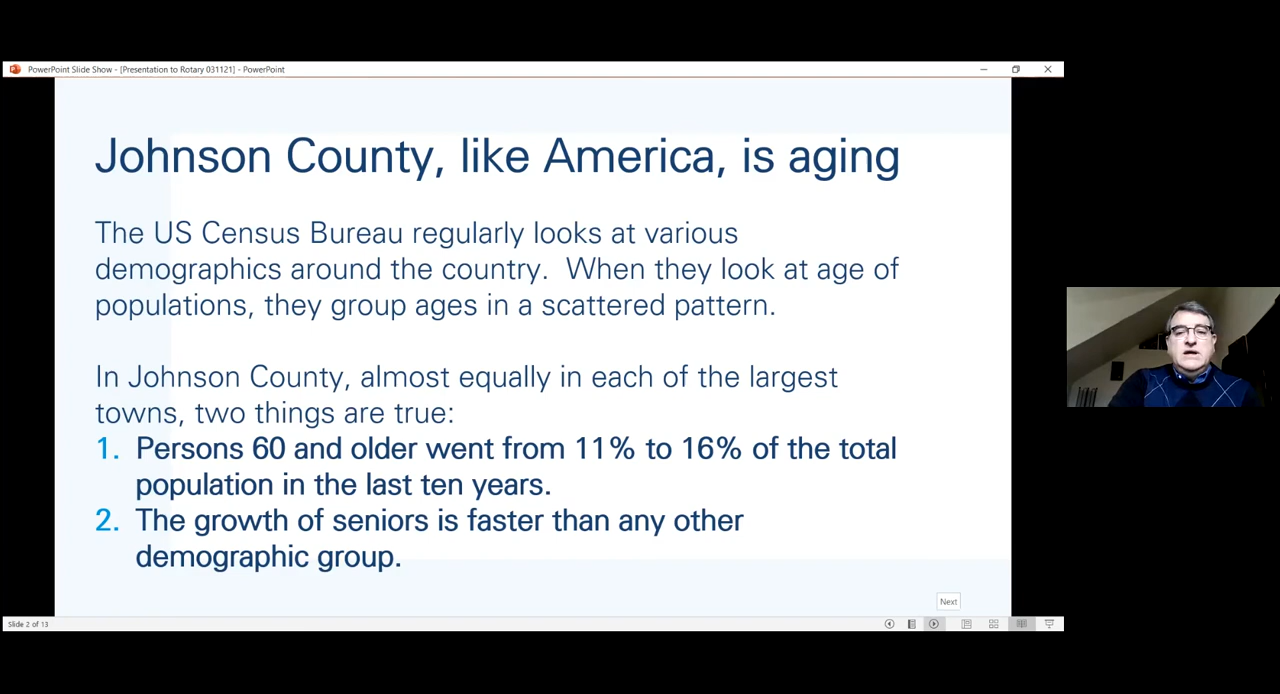 PowerPoint Slide Show - [Presentation to Rotary 031121] - PowerPoint
Johnson County, like America, is aging
The US Census Bureau regularly looks at various
demographics around the country. When they look at age of
populations, they group ages in a scattered pattern.
In Johnson County, almost equally in each of the largest
towns, two things are true:
1. Persons 60 and older went from 11% to 16% of the total
population in the last ten years.
2. The growth of seniors is faster than any other
demographic group.
Next
Slide 2 of 13